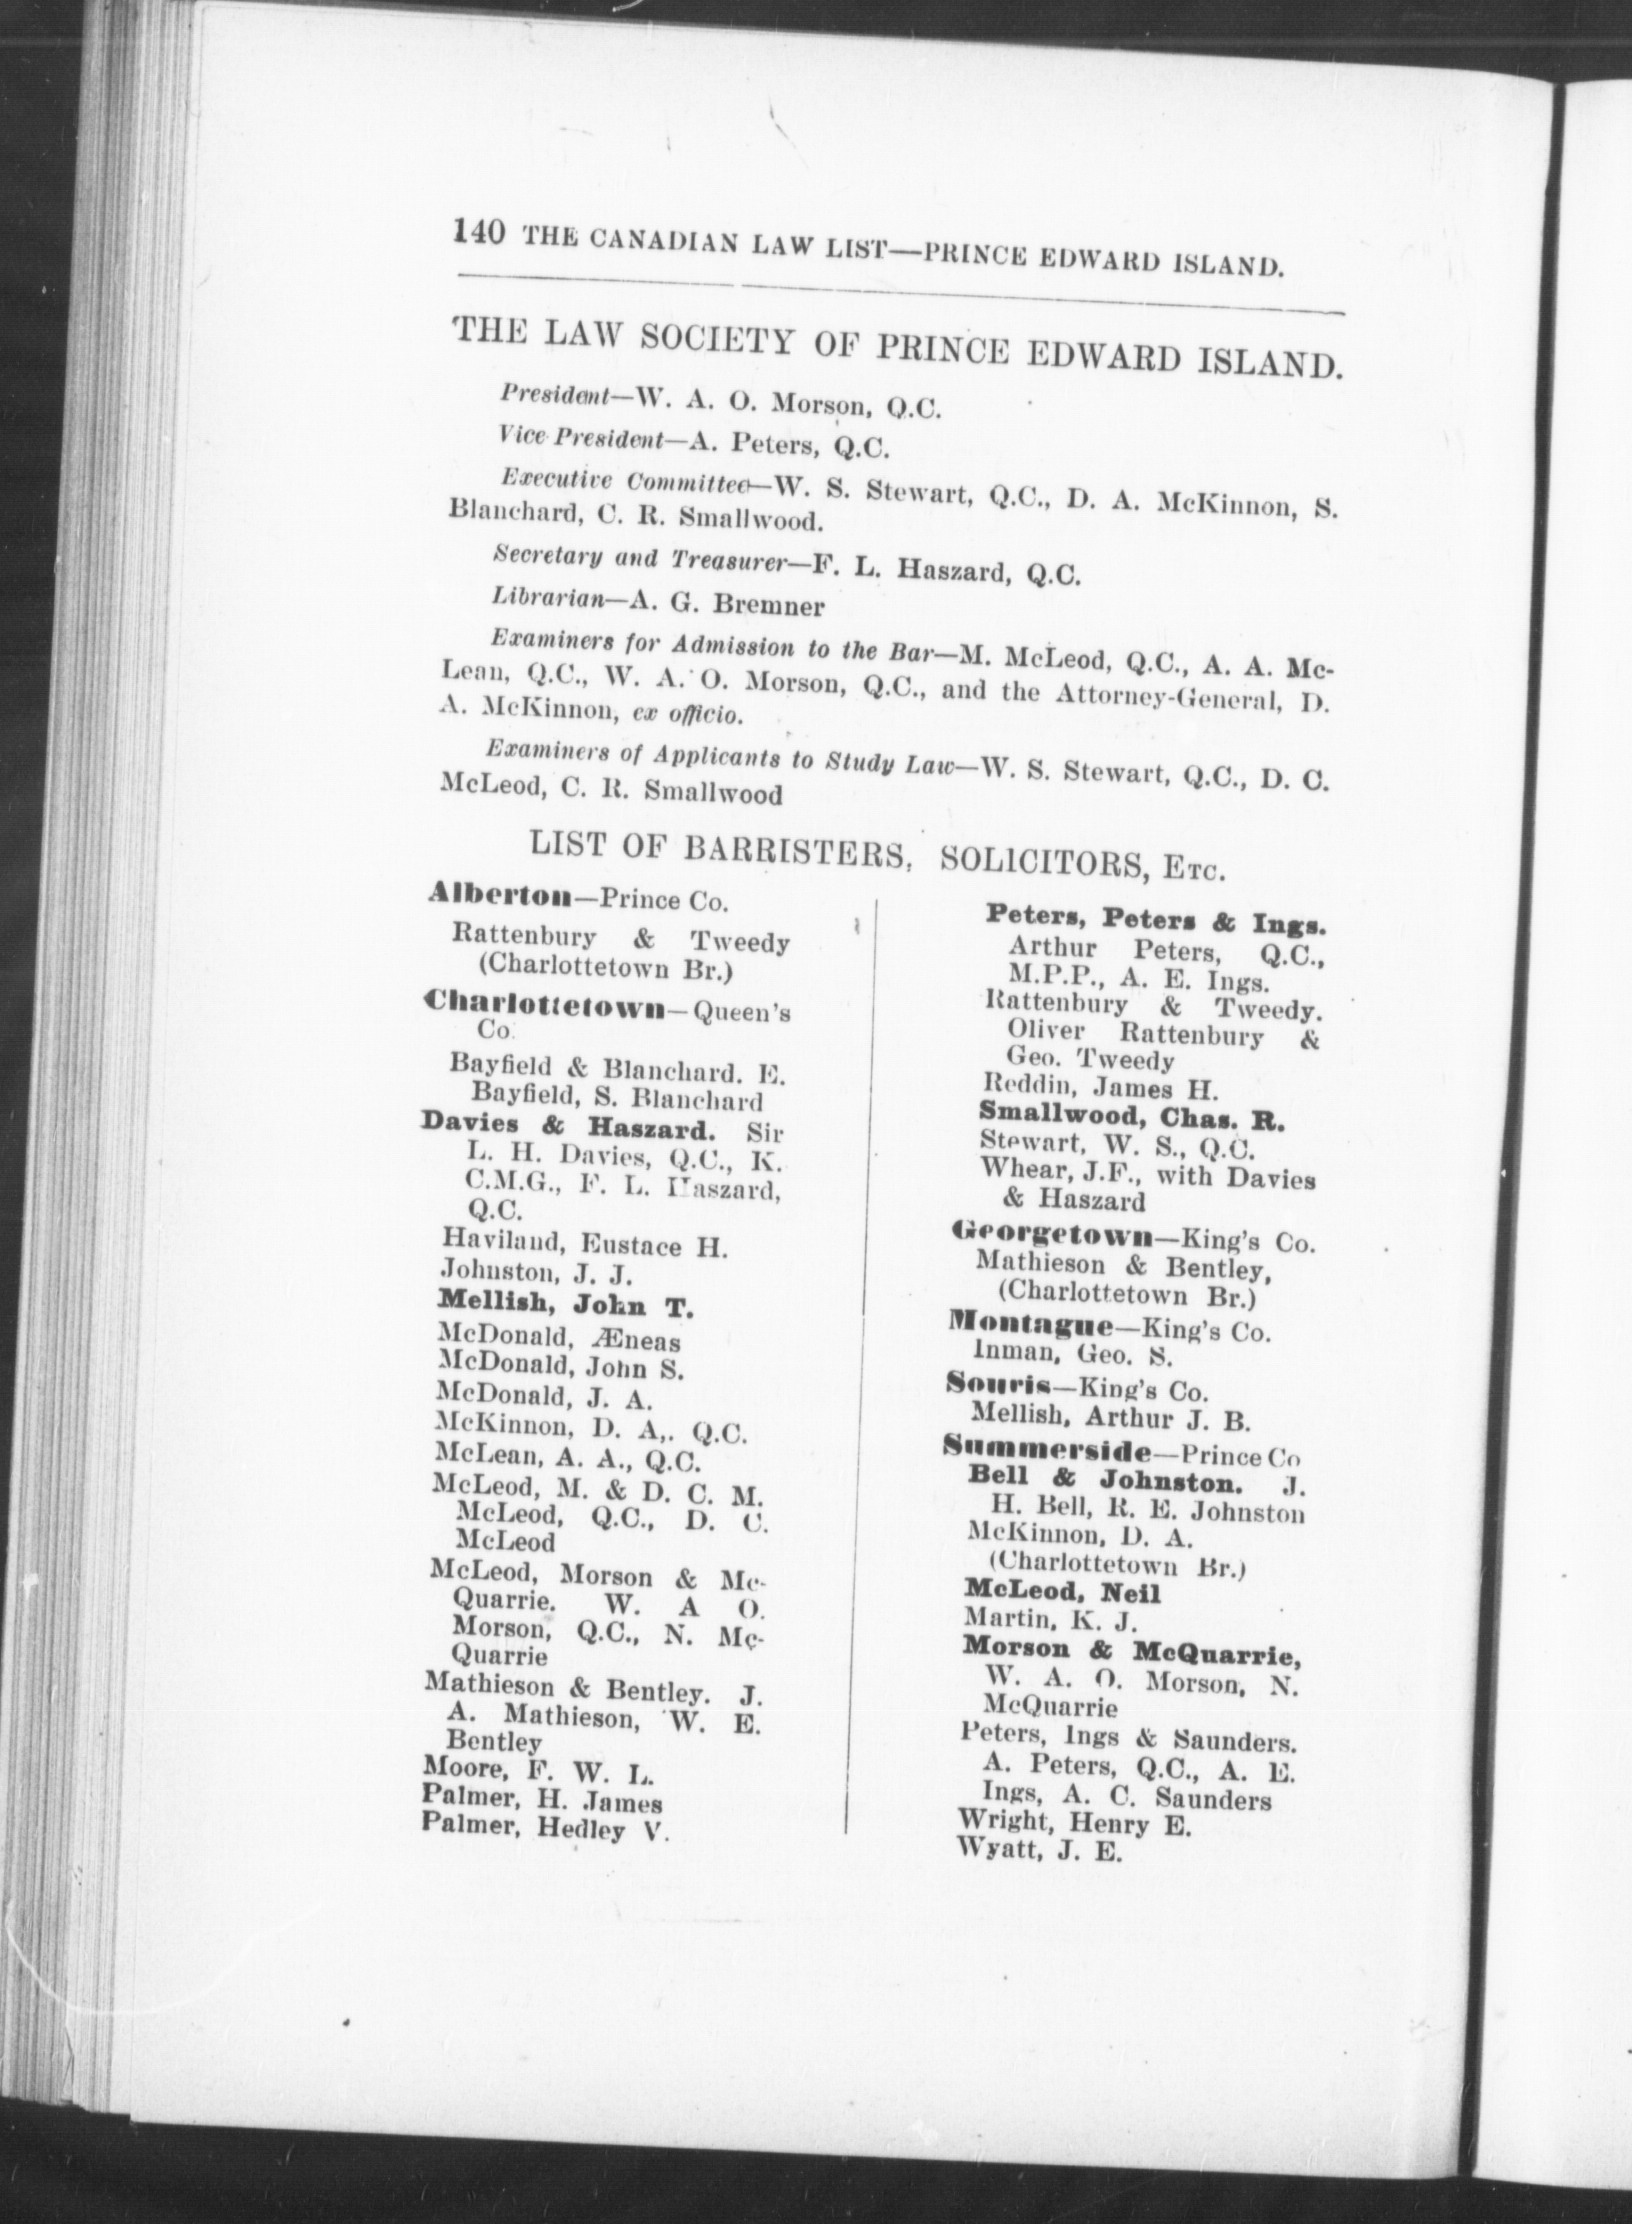 140 THE CANADIAN LAW LIST—PRINCE EDWARD ISLAND.
THE LAW SOCIETY OF PRINCE EDWARD ISLAND.
President—W. A. O. Morson, Q.C.
Vice President—A. Peters, Q.C.
Executive Committee—W. S. Stewart, Q.C., D. A. McKinnon, S.
Blanchard, C. R. Smallwood.
Secretary and Treasurer—F. L. Haszard, Q.C.
Librarian—A. G. Bremner
Examiners for Admission to the Bar—M. McLeod, Q.C., A. A. Mc-
Lean, Q.C., W. A. O. Morson, Q.C., and the Attorney-General, D.
A. McKinnon, ex officio.
Examiners of Applicants to Study Law—W. S. Stewart, Q.C., D. C.
McLeod, C. R. Smallwood
LIST OF BARRISTERS, SOLICITORS, ETC.
Alberton—Prince Co.
Rattenbury & Tweedy
(Charlottetown Br.)
Charlottetown—Queen's
Co.
Bayfield & Blanchard. E.
Bayfield, S. Blanchard
Davies & Haszard. Sir
L. H. Davies, Q.C., K.
C.M.G., F. L. Haszard,
Q.C.
Haviland, Eustace H.
Johnston, J. J.
Mellish, John T.
McDonald, Æneas
McDonald, John S.
McDonald, J. A.
McKinnon, D. A,. Q.C.
McLean, A. A., Q.C.
McLeod, M. & D. C. M.
McLeod, Q.C., D. C.
McLeod
McLeod, Morson & Mc-
Quarrie. W. A O.
Morson, Q.C., N. Mc-
Quarrie
Mathieson & Bentley. J.
A. Mathieson, W. E.
Bentley
Moore, F. W. L.
Palmer, H. James
Palmer, Hedley V.
Peters, Peters & Ings.
Arthur Peters, Q.C.,
M.P.P., A. E. Ings.
Rattenbury & Tweedy.
Oliver Rattenbury &
Geo. Tweedy
Reddin, James H.
Smallwood, Chas. R.
Stewart, W. S., Q.C.
Whear, J.F., with Davies
& Haszard
Georgetown—King's Co.
Mathieson & Bentley,
(Charlottetown Br.)
Montague—King's Co.
Inman, Geo. S.
Souris—King's Co.
Mellish, Arthur J. B.
Summerside—Prince Co
Bell & Johnston. J.
H. Bell, R. E. Johnston
McKinnon, D. A.
(Charlottetown Br.)
McLeod, Neil
Martin, K. J.
Morson & McQuarrie,
W. A. O. Morson, N.
McQuarrie
Peters, Ings & Saunders.
A. Peters, Q.C., A. E.
Ings, A. C. Saunders
Wright, Henry E.
Wyatt, J. E.